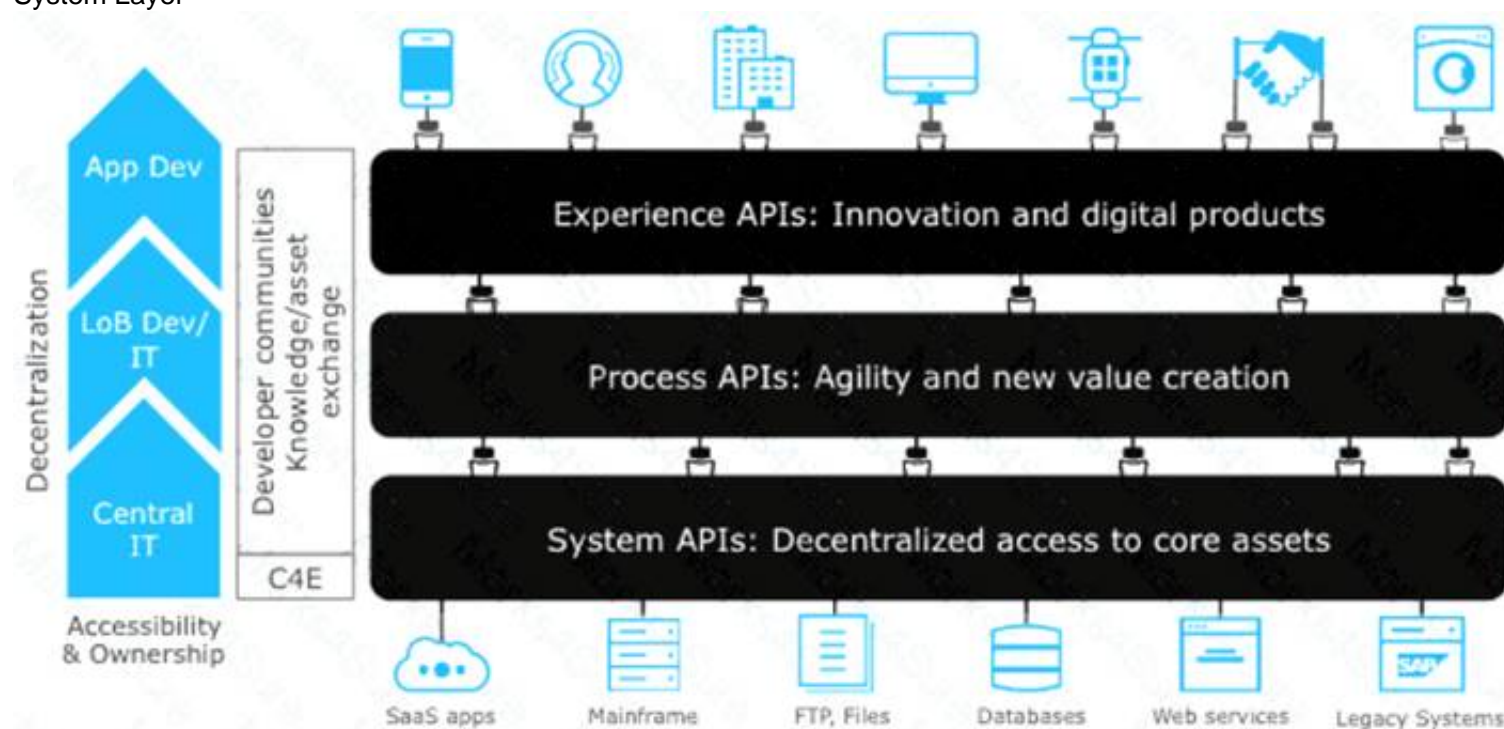 System Layer
App Dev
LoB Dev/
IT
Central
IT
Decentralization
Accessibility
& Ownership
Developer communities
Knowledge/asset
exchange
C4E
Experience APIs: Innovation and digital products
Process APIs: Agility and new value creation
System APIs: Decentralized access to core assets
SaaS apps
Mainframe
FTP, Files
Databases
Web services
SAP
Legacy Systems